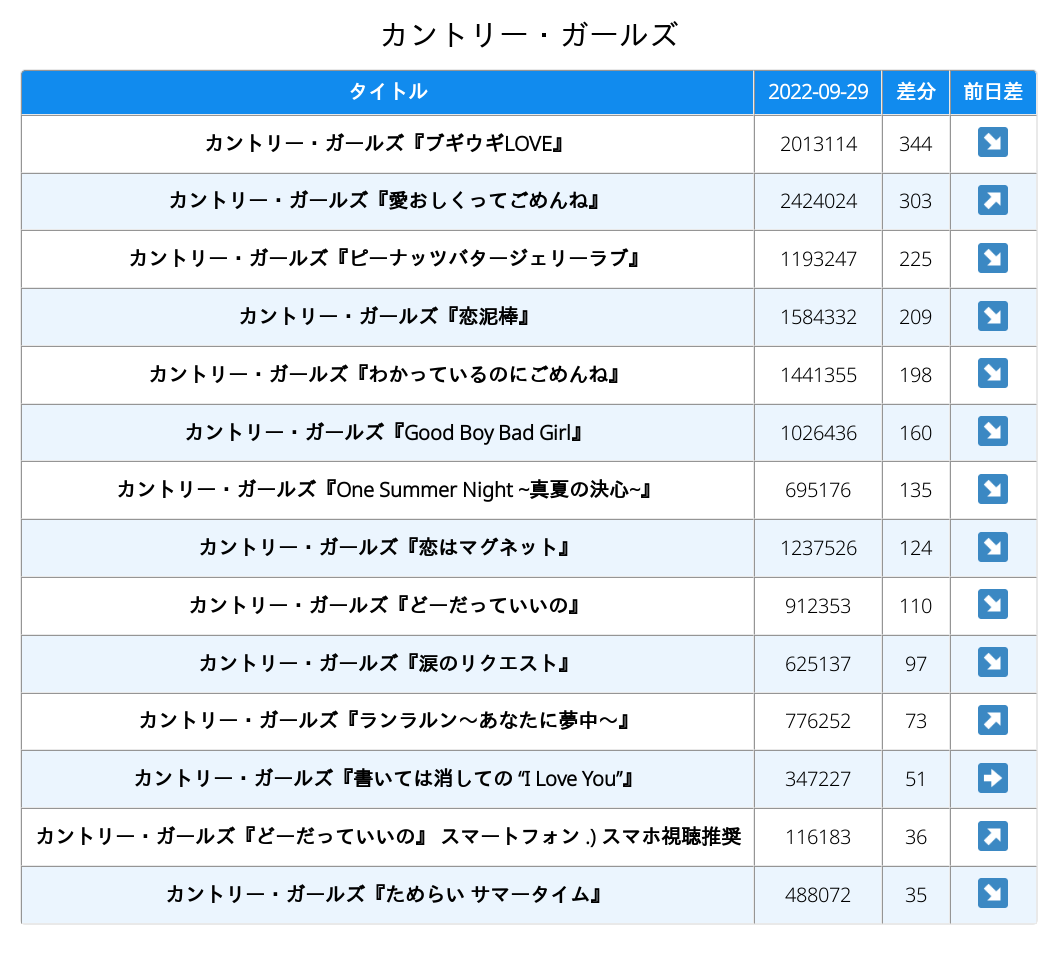 カントリー・ガールズ
タイトル 2022-09-29 差分 前日差
カントリー・ガールズ『ブギウギLOVE』 2013114 344 ↘
カントリー・ガールズ『愛おしくってごめんね』 2424024 303 ↗
カントリー・ガールズ『ピーナッツバタージェリーラブ』 1193247 225 ↘
カントリー・ガールズ『恋泥棒』 1584332 209 ↘
カントリー・ガールズ『わかっているのにごめんね』 1441355 198 ↘
カントリー・ガールズ『Good Boy Bad Girl』 1026436 160 ↘
カントリー・ガールズ『One Summer Night ~真夏の決心~』 695176 135 ↘
カントリー・ガールズ『恋はマグネット』 1237526 124 ↘
カントリー・ガールズ『どーだっていいの』 912353 110 ↘
カントリー・ガールズ『涙のリクエスト』 625137 97 ↘
カントリー・ガールズ『ランラルン〜あなたに夢中〜』 776252 73 ↗
カントリー・ガールズ『書いては消しての “I Love You”』 347227 51 ➡
カントリー・ガールズ『どーだっていいの』 スマートフォン .) スマホ視聴推奨 116183 36 ↗
カントリー・ガールズ『ためらい サマータイム』 488072 35 ↘